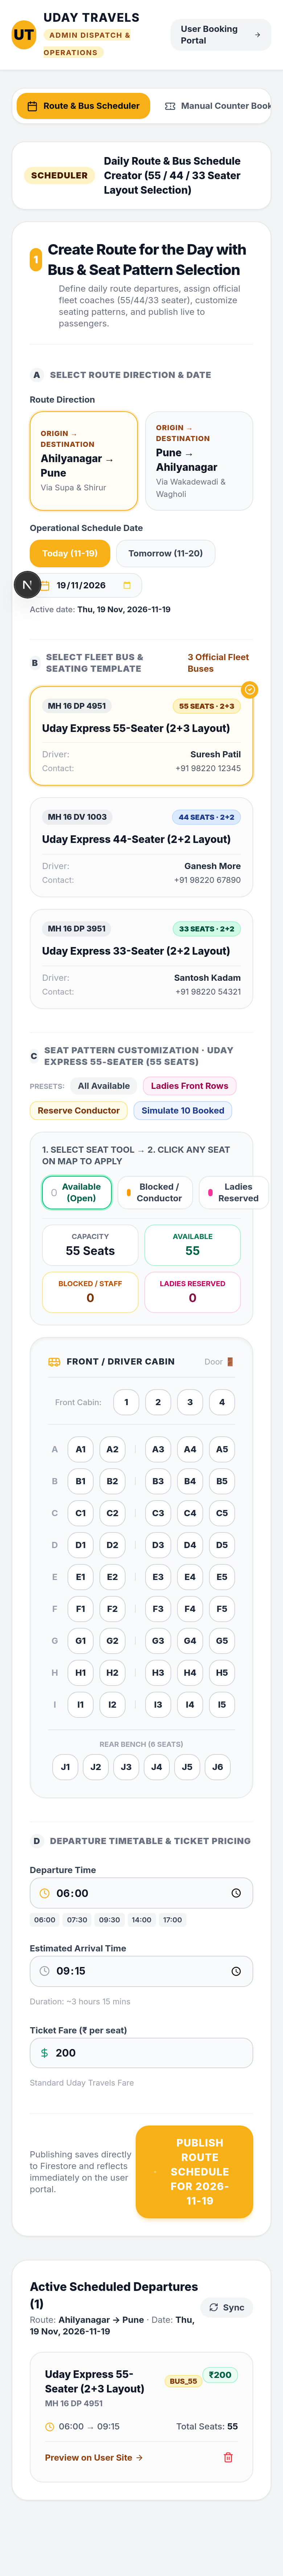 UT
UDAY TRAVELS
ADMIN DISPATCH &
OPERATIONS
User Booking
Portal →
Route & Bus Scheduler
Manual Counter Book
SCHEDULER
Daily Route & Bus Schedule
Creator (55 / 44 / 33 Seater
Layout Selection)
1
Create Route for the Day with
Bus & Seat Pattern Selection
Define daily route departures, assign official
fleet coaches (55/44/33 seater), customize
seating patterns, and publish live to
passengers.
A SELECT ROUTE DIRECTION & DATE
Route Direction
ORIGIN →
DESTINATION
Ahilyanagar →
Pune
Via Supa & Shirur
ORIGIN →
DESTINATION
Pune →
Ahilyanagar
Via Wakadewadi &
Wagholi
Operational Schedule Date
Today (11-19)
Tomorrow (11-20)
N
19/11/2026
Active date: Thu, 19 Nov, 2026-11-19
B SELECT FLEET BUS &
SEATING TEMPLATE
3 Official Fleet
Buses
MH 16 DP 4951
55 SEATS · 2+3
Uday Express 55-Seater (2+3 Layout)
Driver: Suresh Patil
Contact: +91 98220 12345
MH 16 DV 1003
44 SEATS · 2+2
Uday Express 44-Seater (2+2 Layout)
Driver: Ganesh More
Contact: +91 98220 67890
MH 16 DP 3951
33 SEATS · 2+2
Uday Express 33-Seater (2+2 Layout)
Driver: Santosh Kadam
Contact: +91 98220 54321
C SEAT PATTERN CUSTOMIZATION · UDAY
EXPRESS 55-SEATER (55 SEATS)
PRESETS: All Available Ladies Front Rows
Reserve Conductor Simulate 10 Booked
1. SELECT SEAT TOOL → 2. CLICK ANY SEAT
ON MAP TO APPLY
Available
(Open)
Blocked /
Conductor
Ladies
Reserved
CAPACITY
55 Seats
AVAILABLE
55
BLOCKED / STAFF
0
LADIES RESERVED
0
FRONT / DRIVER CABIN Door
Front Cabin: 1 2 3 4
A A1 A2 A3 A4 A5
B B1 B2 B3 B4 B5
C C1 C2 C3 C4 C5
D D1 D2 D3 D4 D5
E E1 E2 E3 E4 E5
F F1 F2 F3 F4 F5
G G1 G2 G3 G4 G5
H H1 H2 H3 H4 H5
I I1 I2 I3 I4 I5
REAR BENCH (6 SEATS)
J1 J2 J3 J4 J5 J6
D DEPARTURE TIMETABLE & TICKET PRICING
Departure Time
06:00
06:00 07:30 09:30 14:00 17:00
Estimated Arrival Time
09:15
Duration: ~3 hours 15 mins
Ticket Fare (₹ per seat)
$ 200
Standard Uday Travels Fare
Publishing saves directly
to Firestore and reflects
immediately on the user
portal.
PUBLISH
ROUTE
SCHEDULE
FOR 2026-
11-19
Active Scheduled Departures
(1)
Route: Ahilyanagar → Pune · Date: Thu,
19 Nov, 2026-11-19
Sync
Uday Express 55-
Seater (2+3 Layout)
BUS_55
₹200
MH 16 DP 4951
06:00 → 09:15
Total Seats: 55
Preview on User Site →